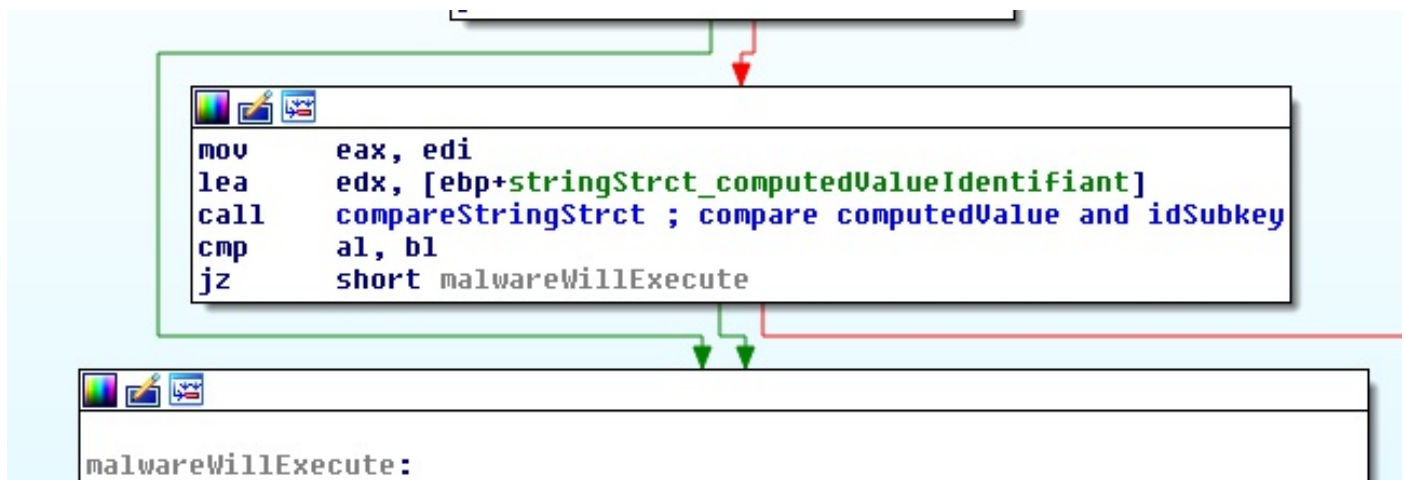 mov eax, edi
lea edx, [ebp+stringStrct_computedValueIdentifiant]
call compareStringStrct ; compare computedValue and idSubkey
cmp al, bl
jz short malwareWillExecute
malwareWillExecute: